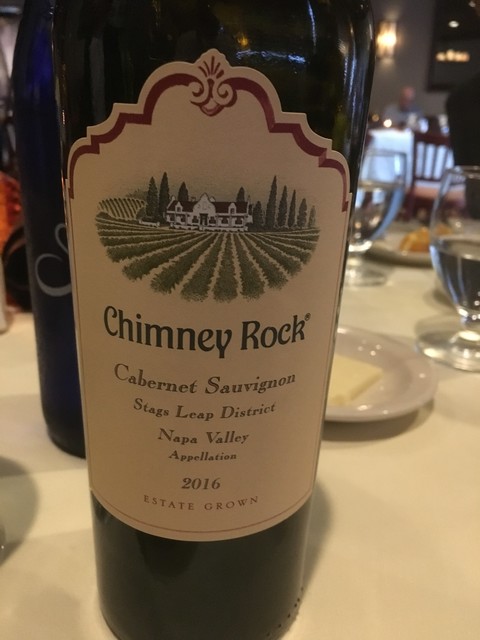 Chimney Rock®
Cabernet Sauvignon
Stags Leap District
Napa Valley
Appellation
2016
ESTATE GROWN